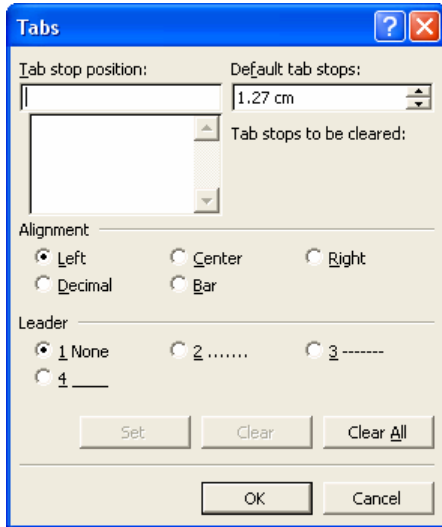 Tabs
Tab stop position: Default tab stops:
1.27 cm
Tab stops to be cleared:
Alignment
Left Center Right
Decimal Bar
Leader
1 None 2 ....... 3 -------
4 ____
Set Clear Clear All
OK Cancel